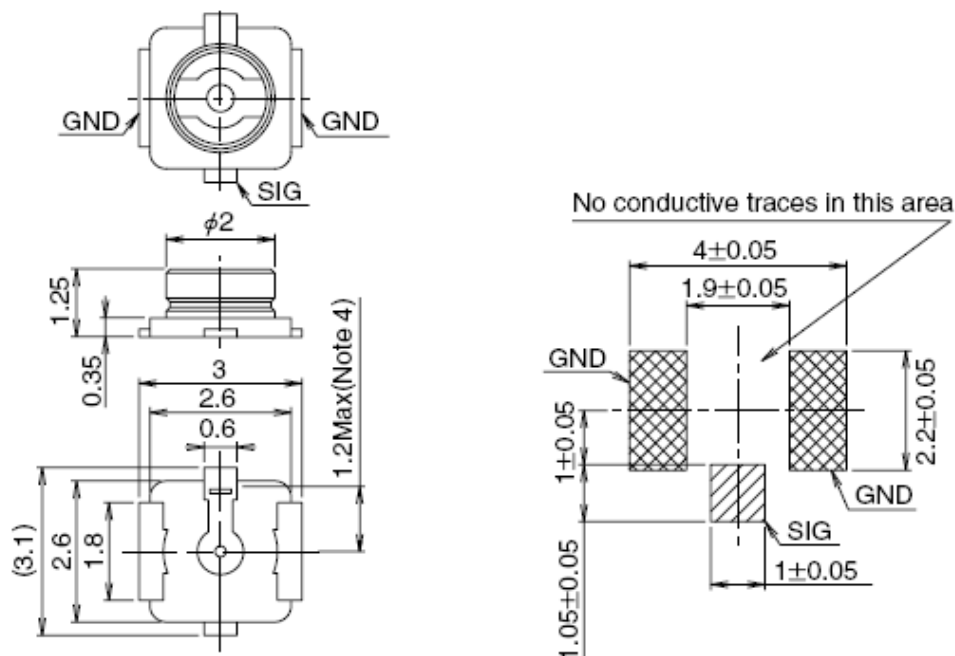 GND
GND
SIG
ϕ2
1.25
0.35
3
2.6
0.6
1.2Max(Note 4)
(3.1)
2.6
1.8
No conductive traces in this area
4±0.05
1.9±0.05
GND
2.2±0.05
1±0.05
GND
SIG
1±0.05
1.05±0.05